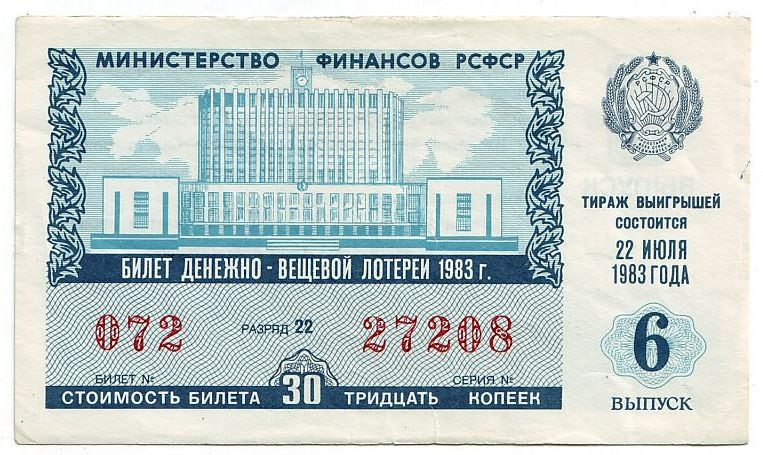 МИНИСТЕРСТВО ФИНАНСОВ РСФСР
БИЛЕТ ДЕНЕЖНО - ВЕЩЕВОЙ ЛОТЕРЕИ 1983 г.
072 РАЗРЯД 22 27208
БИЛЕТ № СЕРИЯ №
СТОИМОСТЬ БИЛЕТА 30 ТРИДЦАТЬ КОПЕЕК
РСФСР
ТИРАЖ ВЫИГРЫШЕЙ
СОСТОИТСЯ
22 ИЮЛЯ
1983 ГОДА
6
ВЫПУСК